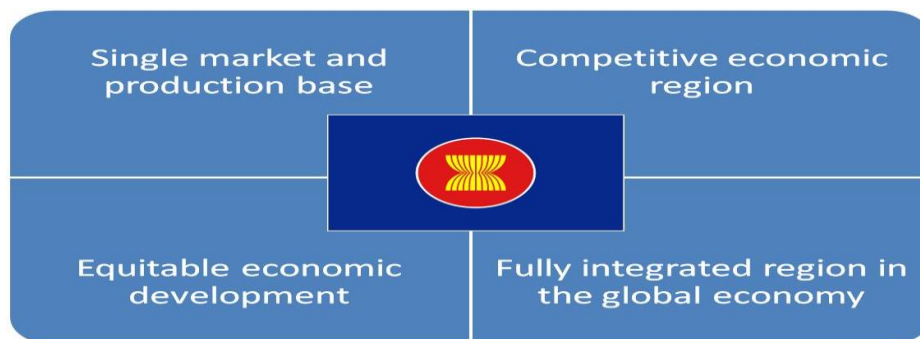 Single market and
production base
Competitive economic
region
Equitable economic
development
Fully integrated region in
the global economy